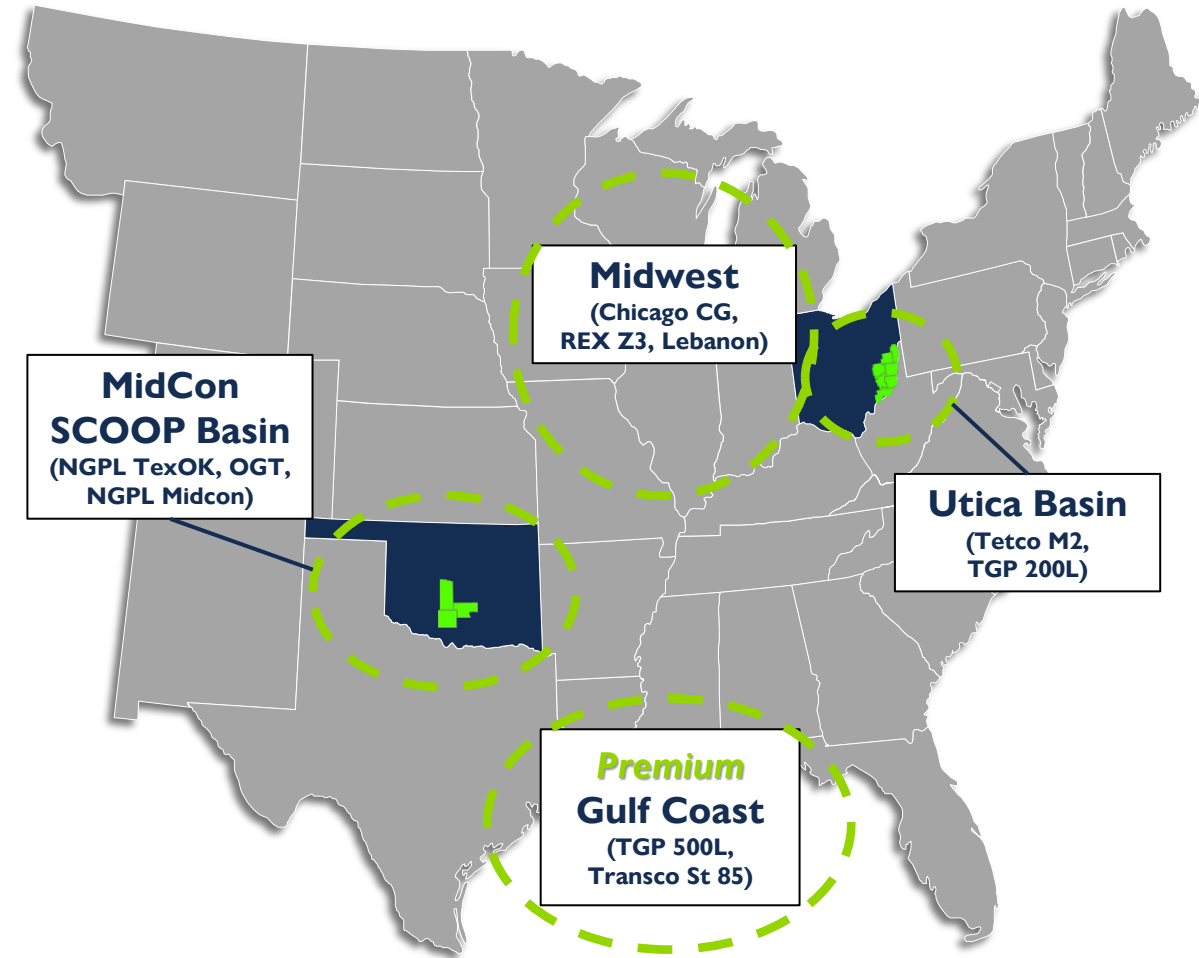 Midwest
(Chicago CG,
REX Z3, Lebanon)
MidCon
SCOOP Basin
(NGPL TexOK, OGT,
NGPL Midcon)
Utica Basin
(Tetco M2,
TGP 200L)
Premium
Gulf Coast
(TGP 500L,
Transco St 85)